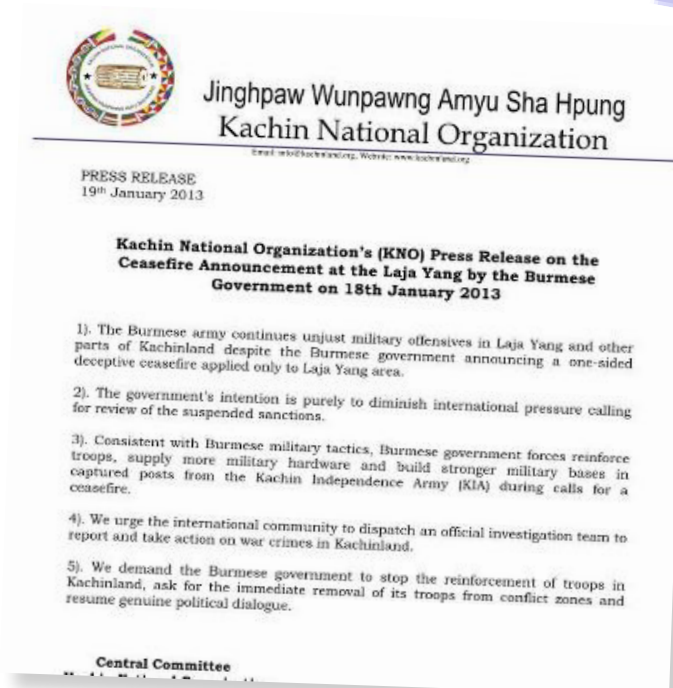 Jinghpaw Wunpawng Amyu Sha Hpung
Kachin National Organization
Email: info@kachinland.org, Website: www.kachinland.org
PRESS RELEASE
19th January 2013
Kachin National Organization's (KNO) Press Release on the
Ceasefire Announcement at the Laja Yang by the Burmese
Government on 18th January 2013
1). The Burmese army continues unjust military offensives in Laja Yang and other
parts of Kachinland despite the Burmese government announcing a one-sided
deceptive ceasefire applied only to Laja Yang area.
2). The government's intention is purely to diminish international pressure calling
for review of the suspended sanctions.
3). Consistent with Burmese military tactics, Burmese government forces reinforce
troops, supply more military hardware and build stronger military bases in
captured posts from the Kachin Independence Army (KIA) during calls for a
ceasefire.
4). We urge the international community to dispatch an official investigation team to
report and take action on war crimes in Kachinland.
5). We demand the Burmese government to stop the reinforcement of troops in
Kachinland, ask for the immediate removal of its troops from conflict zones and
resume genuine political dialogue.
Central Committee